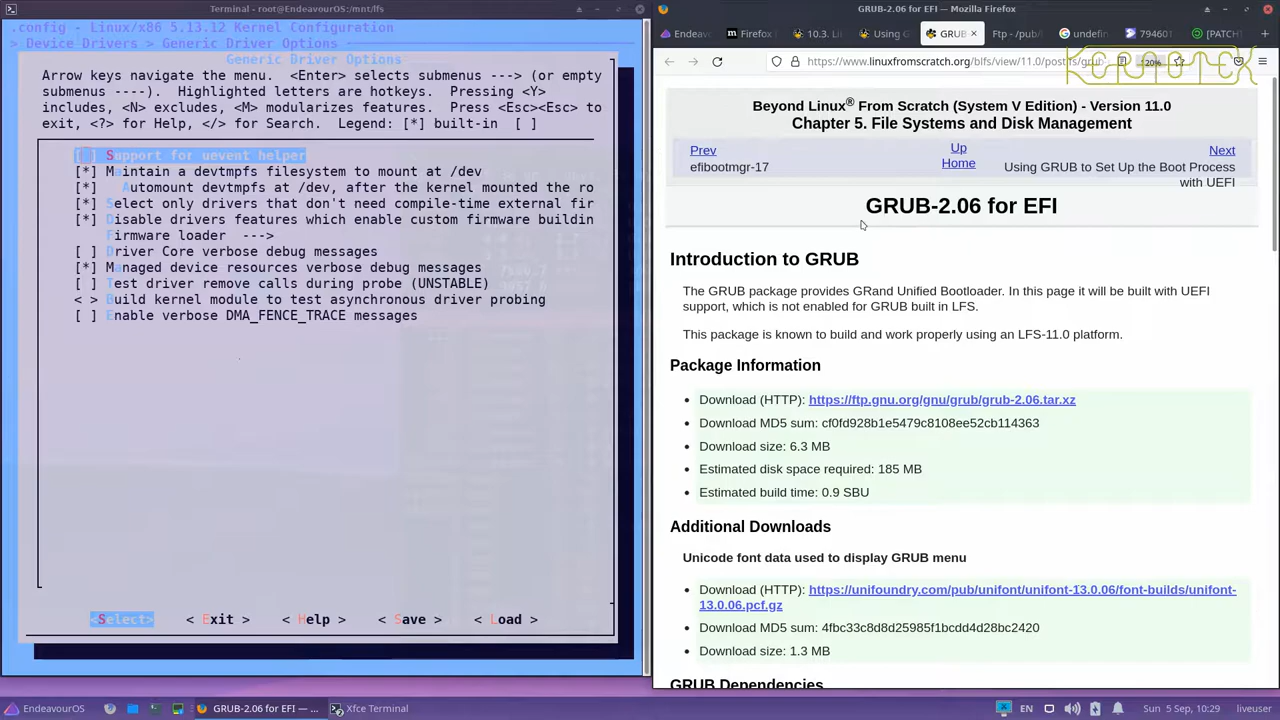 Terminal - root@EndeavourOS:/mnt/lfs
.config - Linux/x86 5.13.12 Kernel Configuration
> Device Drivers > Generic Driver Options
Generic Driver Options
Arrow keys navigate the menu. <Enter> selects submenus ---> (or empty
submenus ----). Highlighted letters are hotkeys. Pressing <Y>
includes, <N> excludes, <M> modularizes features. Press <Esc><Esc> to
exit, <?> for Help, </> for Search. Legend: [*] built-in [ ]
[ ] Support for uevent helper
[*] Maintain a devtmpfs filesystem to mount at /dev
[*] Automount devtmpfs at /dev, after the kernel mounted the ro
[*] Select only drivers that don't need compile-time external fir
[*] Disable drivers features which enable custom firmware buildin
Firmware loader --->
[ ] Driver Core verbose debug messages
[*] Managed device resources verbose debug messages
[ ] Test driver remove calls during probe (UNSTABLE)
< > Build kernel module to test asynchronous driver probing
[ ] Enable verbose DMA_FENCE_TRACE messages
<Select> < Exit > < Help > < Save > < Load >
GRUB-2.06 for EFI — Mozilla Firefox
Endeav
Firefox
10.3. Li
Using G
GRUB
Ftp - /pub/l
undefin
794601
[PATCH]
https://www.linuxfromscratch.org/blfs/view/11.0/postlfs/grub-
120%
Beyond Linux® From Scratch (System V Edition) - Version 11.0
Chapter 5. File Systems and Disk Management
Prev
efibootmgr-17
Up
Home
Next
Using GRUB to Set Up the Boot Process
with UEFI
GRUB-2.06 for EFI
Introduction to GRUB
The GRUB package provides GRand Unified Bootloader. In this page it will be built with UEFI
support, which is not enabled for GRUB built in LFS.
This package is known to build and work properly using an LFS-11.0 platform.
Package Information
Download (HTTP): https://ftp.gnu.org/gnu/grub/grub-2.06.tar.xz
Download MD5 sum: cf0fd928b1e5479c8108ee52cb114363
Download size: 6.3 MB
Estimated disk space required: 185 MB
Estimated build time: 0.9 SBU
Additional Downloads
Unicode font data used to display GRUB menu
Download (HTTP): https://unifoundry.com/pub/unifont/unifont-13.0.06/font-builds/unifont-
13.0.06.pcf.gz
Download MD5 sum: 4fbc33c8d8d25985f1bcdd4d28bc2420
Download size: 1.3 MB
GRUB Dependencies
EndeavourOS
GRUB-2.06 for EFI — ...
Xfce Terminal
EN
Sun 5 Sep, 10:29
liveuser